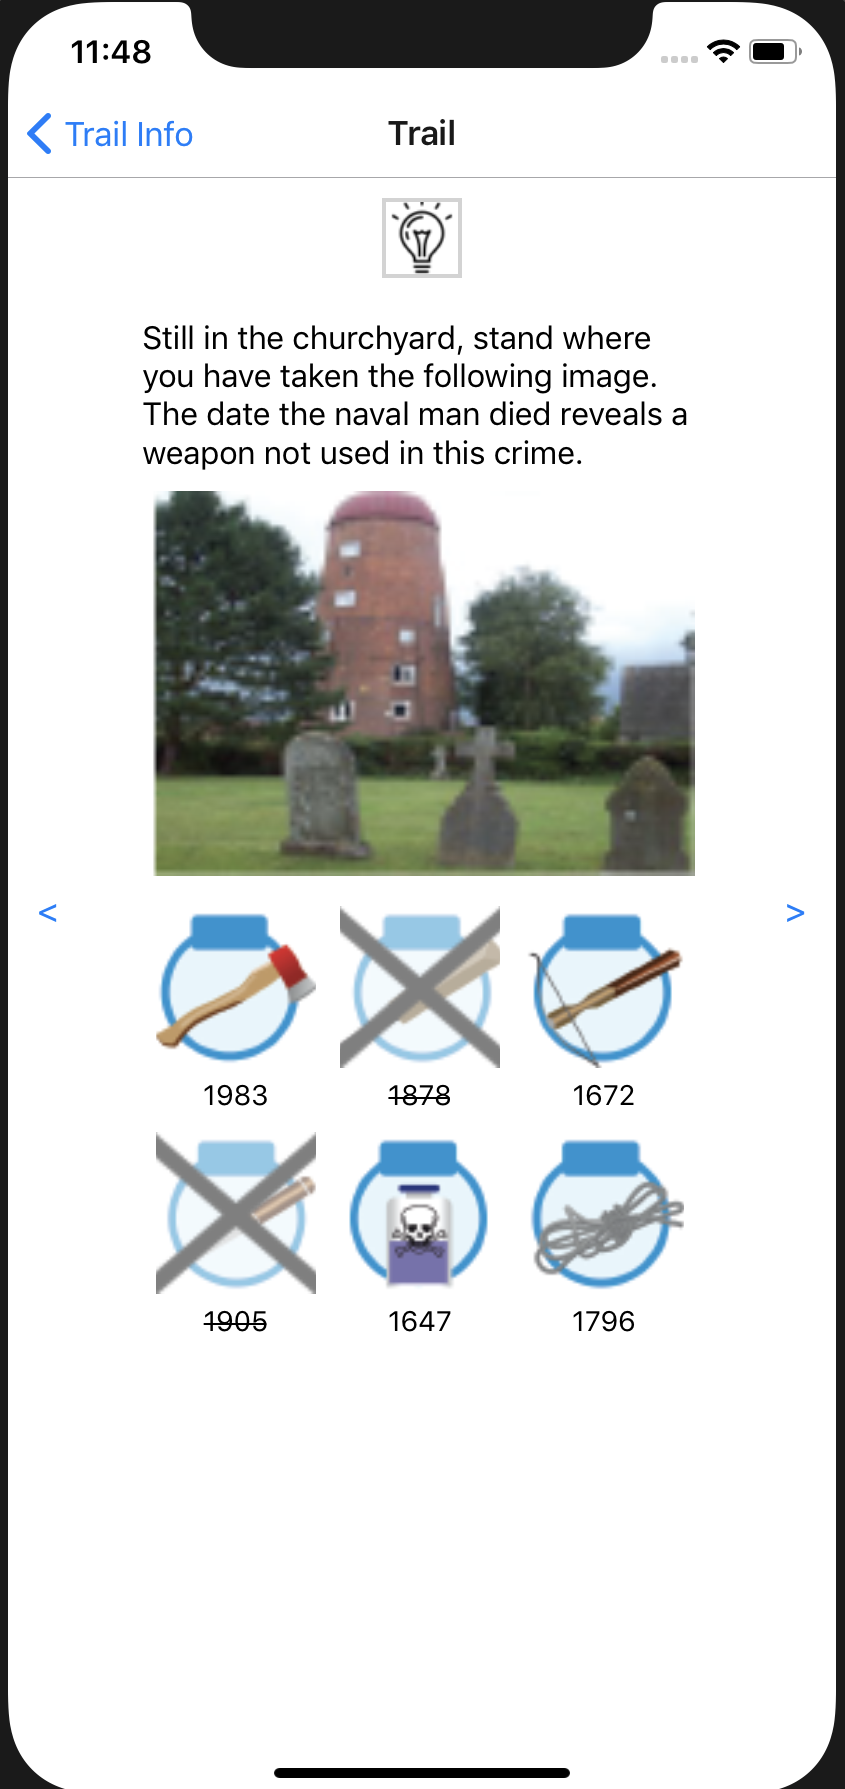 11:48
Trail Info
Trail
Still in the churchyard, stand where
you have taken the following image.
The date the naval man died reveals a
weapon not used in this crime.
<
>
1983
1878
1672
1905
1647
1796